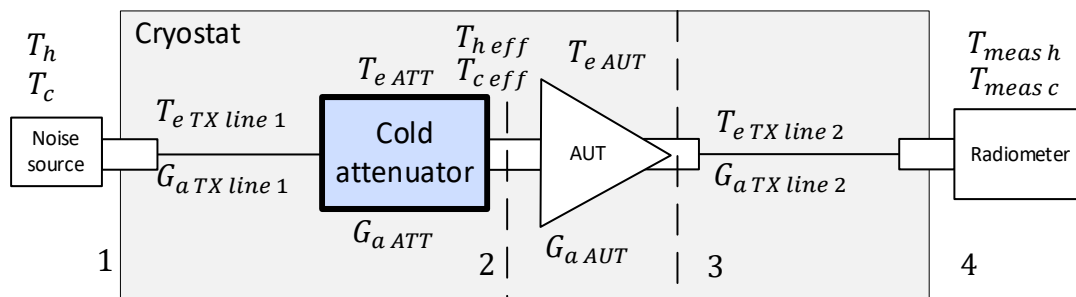 Cryostat
T_h
T_c
Noise
source
T_e TX line 1
G_a TX line 1
T_e ATT
Cold
attenuator
G_a ATT
T_h eff
T_c eff
T_e AUT
AUT
G_a AUT
T_e TX line 2
G_a TX line 2
T_meas h
T_meas c
Radiometer
1
2
3
4